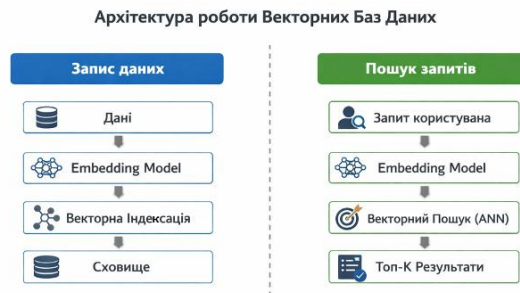 Архітектура роботи Векторних Баз Даних
Запис даних
Дані
Embedding Model
Векторна Індексація
Сховище
Пошук запитів
Запит користувана
Embedding Model
Векторний Пошук (ANN)
Топ-К Результати